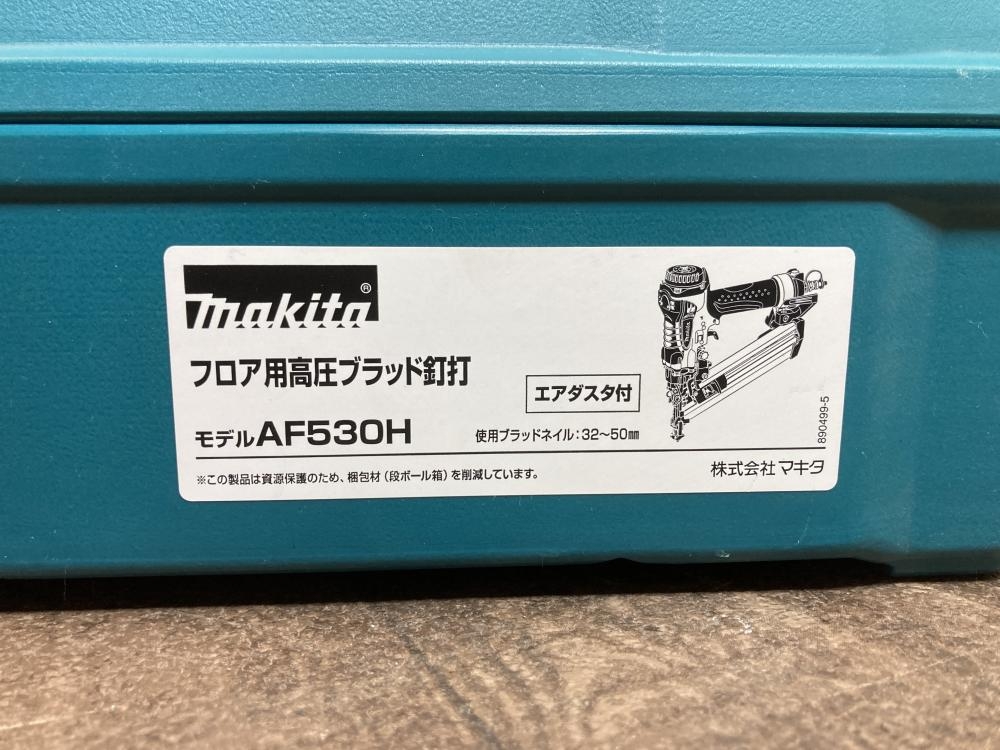 makita®
フロア用高圧ブラッド釘打
エアダスタ付
モデルAF530H
使用ブラッドネイル:32～50㎜
※この製品は資源保護のため、梱包材(段ボール箱)を削減しています。
株式会社マキタ
890499-5